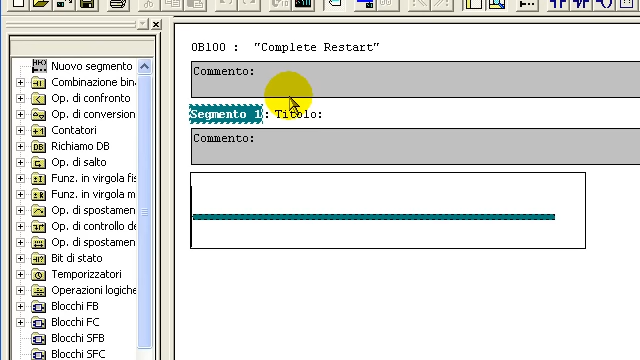 OB100 : "Complete Restart"
Commento:
Segmento 1: Titolo:
Commento:
Nuovo segmento
Combinazione bina
Op. di confronto
Op. di conversion
Contatori
Richiamo DB
Op. di salto
Funz. in virgola fis
Funz. in virgola m
Op. di spostamen
Op. di controllo de
Op. di spostamen
Bit di stato
Temporizzatori
Operazioni logiche
Blocchi FB
Blocchi FC
Blocchi SFB
Blocchi SFC